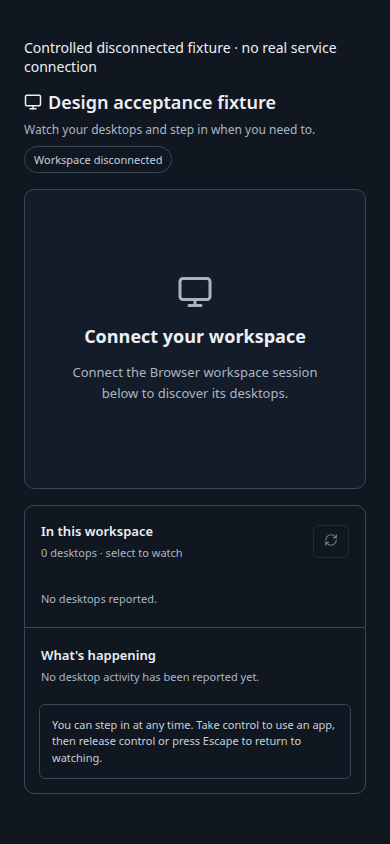 Controlled disconnected fixture · no real service
connection
Design acceptance fixture
Watch your desktops and step in when you need to.
Workspace disconnected
Connect your workspace
Connect the Browser workspace session
below to discover its desktops.
In this workspace
0 desktops · select to watch
No desktops reported.
What's happening
No desktop activity has been reported yet.
You can step in at any time. Take control to use an app,
then release control or press Escape to return to
watching.